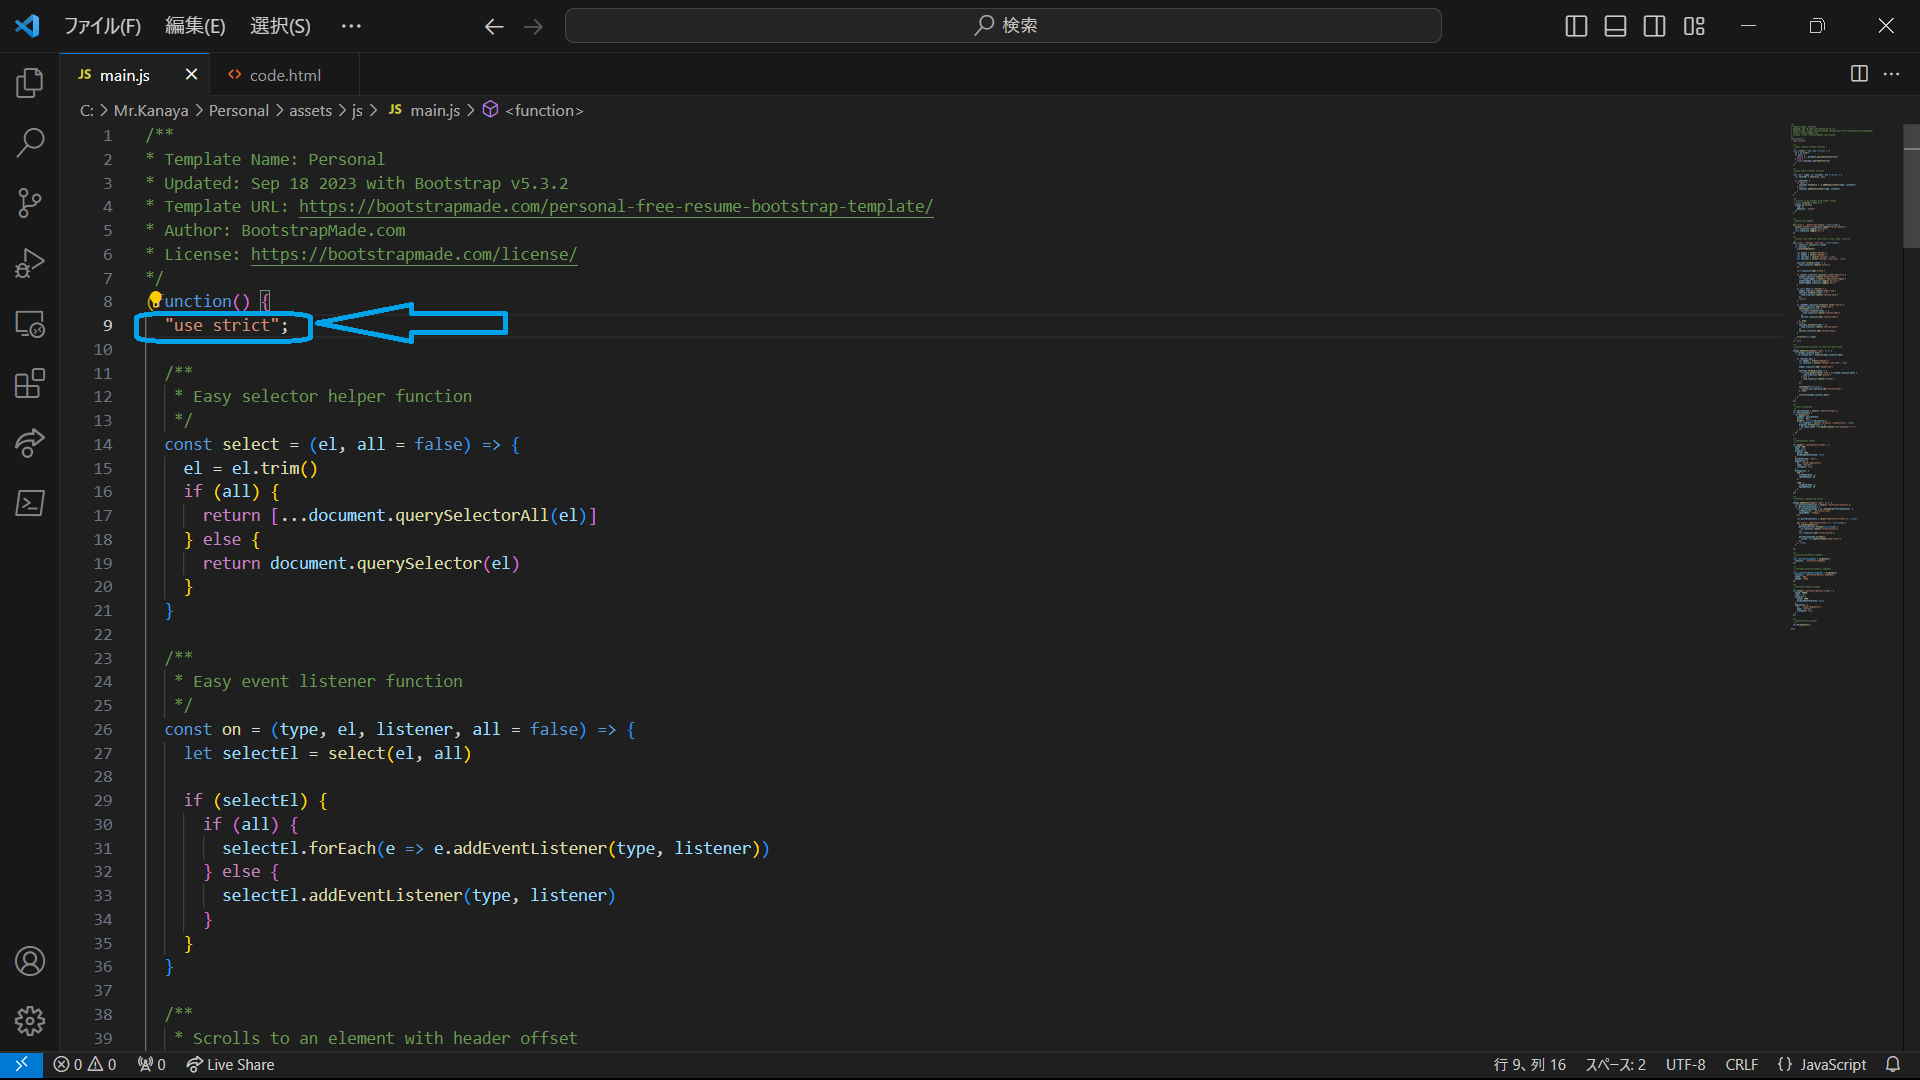 ファイル(F) 編集(E) 選択(S) ··· 検索
JS main.js code.html
C: > Mr.Kanaya > Personal > assets > js > JS main.js > <function>
1 /**
2 * Template Name: Personal
3 * Updated: Sep 18 2023 with Bootstrap v5.3.2
4 * Template URL: https://bootstrapmade.com/personal-free-resume-bootstrap-template/
5 * Author: BootstrapMade.com
6 * License: https://bootstrapmade.com/license/
7 */
8 unction() {
9 "use strict";
10
11 /**
12 * Easy selector helper function
13 */
14 const select = (el, all = false) => {
15 el = el.trim()
16 if (all) {
17 return [...document.querySelectorAll(el)]
18 } else {
19 return document.querySelector(el)
20 }
21 }
22
23 /**
24 * Easy event listener function
25 */
26 const on = (type, el, listener, all = false) => {
27 let selectEl = select(el, all)
28
29 if (selectEl) {
30 if (all) {
31 selectEl.forEach(e => e.addEventListener(type, listener))
32 } else {
33 selectEl.addEventListener(type, listener)
34 }
35 }
36 }
37
38 /**
39 * Scrolls to an element with header offset
0 0 0 Live Share 行 9、列 16 スペース: 2 UTF-8 CRLF {} JavaScript